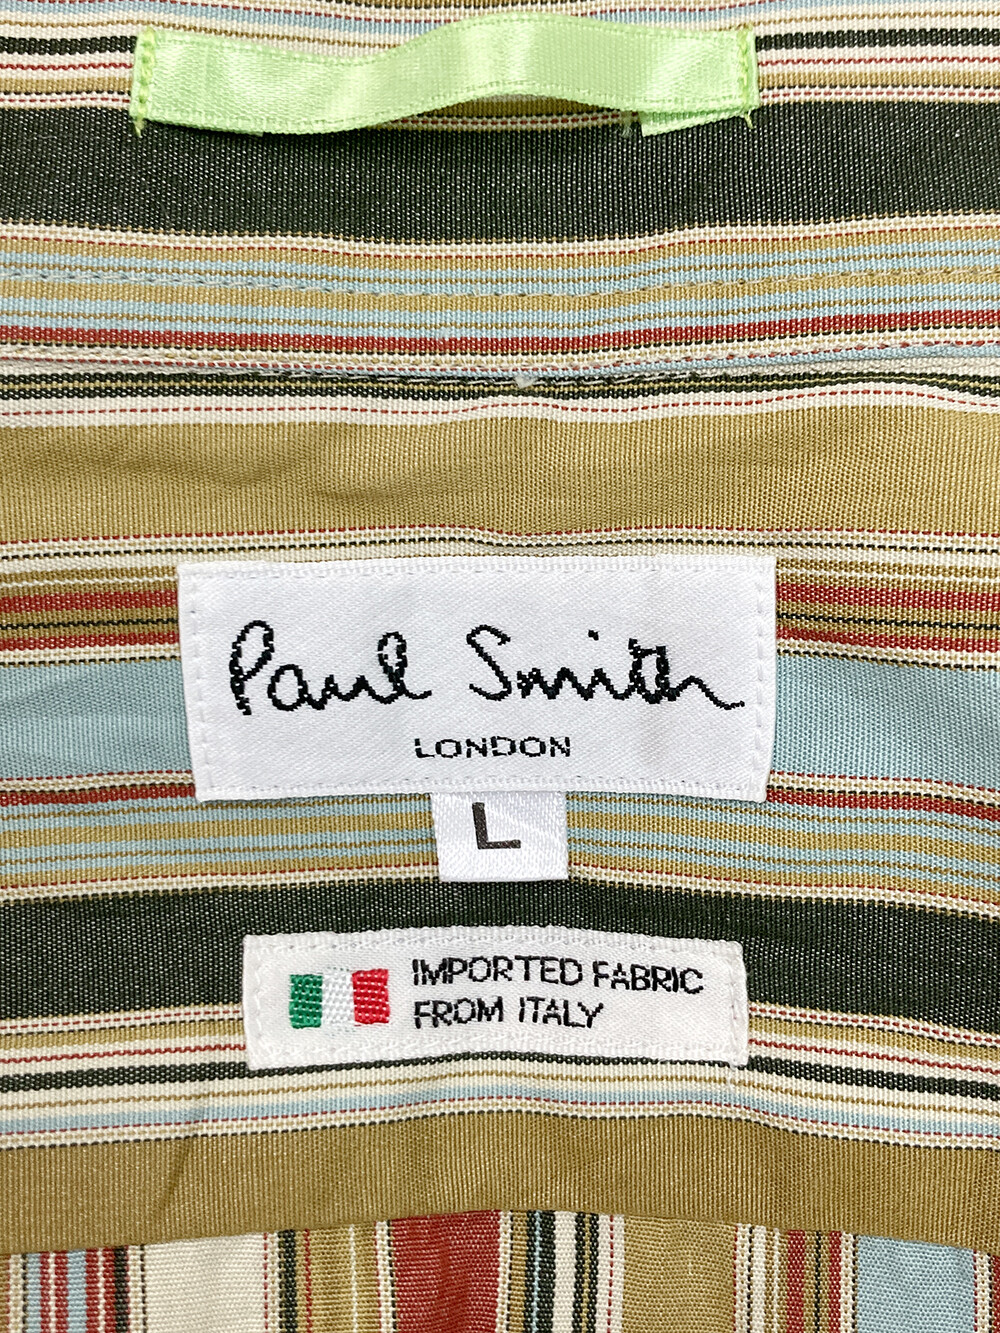 Paul Smith
LONDON
L
IMPORTED FABRIC
FROM ITALY